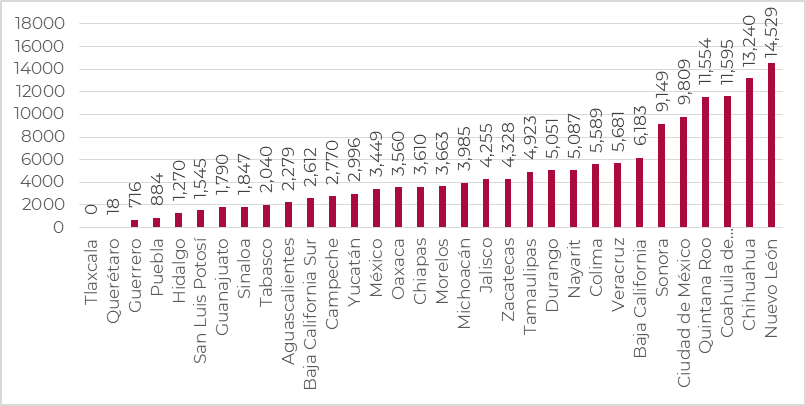 18000
16000
14000
12000
10000
8000
6000
4000
2000
0
0
18
716
884
1,270
1,545
1,790
1,847
2,040
2,279
2,612
2,770
2,996
3,449
3,560
3,610
3,663
3,985
4,255
4,328
4,923
5,051
5,087
5,589
5,681
6,183
9,149
9,809
11,554
11,595
13,240
14,529
Tlaxcala
Querétaro
Guerrero
Puebla
Hidalgo
San Luis Potosí
Guanajuato
Sinaloa
Tabasco
Aguascalientes
Baja California Sur
Campeche
Yucatán
México
Oaxaca
Chiapas
Morelos
Michoacán
Jalisco
Zacatecas
Tamaulipas
Durango
Nayarit
Colima
Veracruz
Baja California
Sonora
Ciudad de México
Quintana Roo
Coahuila de...
Chihuahua
Nuevo León